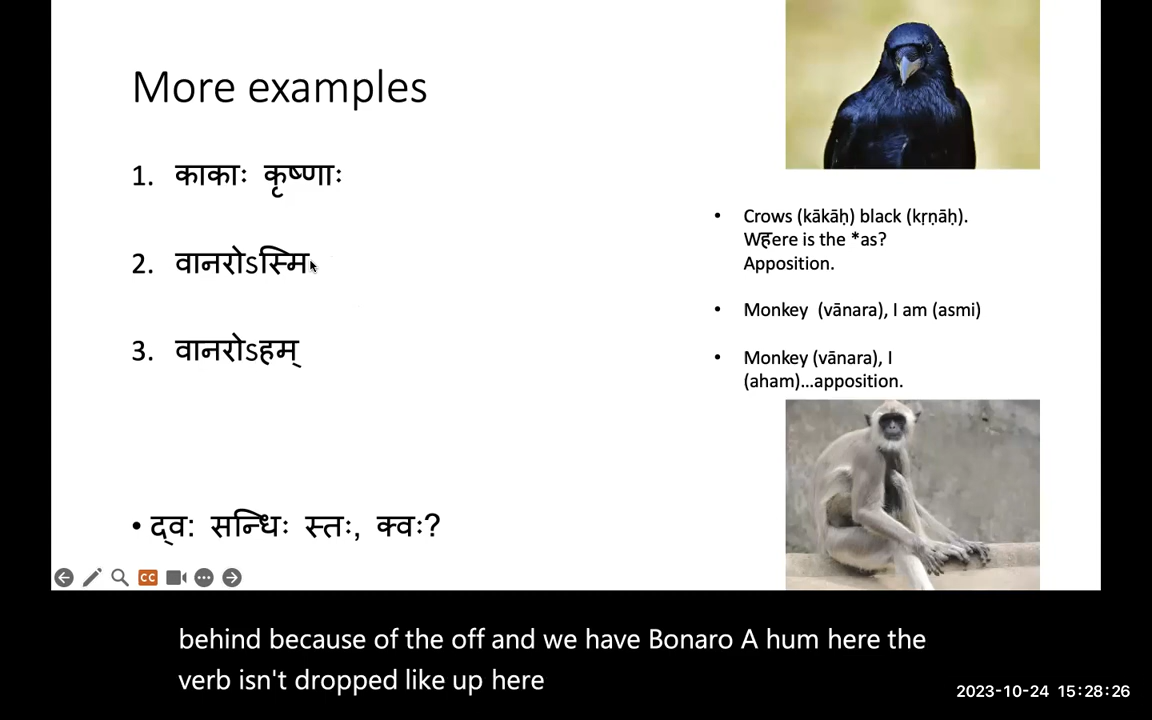 More examples
1. काकाः कृष्णाः
2. वानरोऽस्मि
3. वानरोऽहम्
• द्व: सन्धिः स्तः, क्वः?
• Crows (kākāḥ) black (kṛṇāḥ).
Wहere is the *as?
Apposition.
• Monkey (vānara), I am (asmi)
• Monkey (vānara), I
(aham)...apposition.
CC
behind because of the off and we have Bonaro A hum here the
verb isn't dropped like up here
2023-10-24 15:28:26